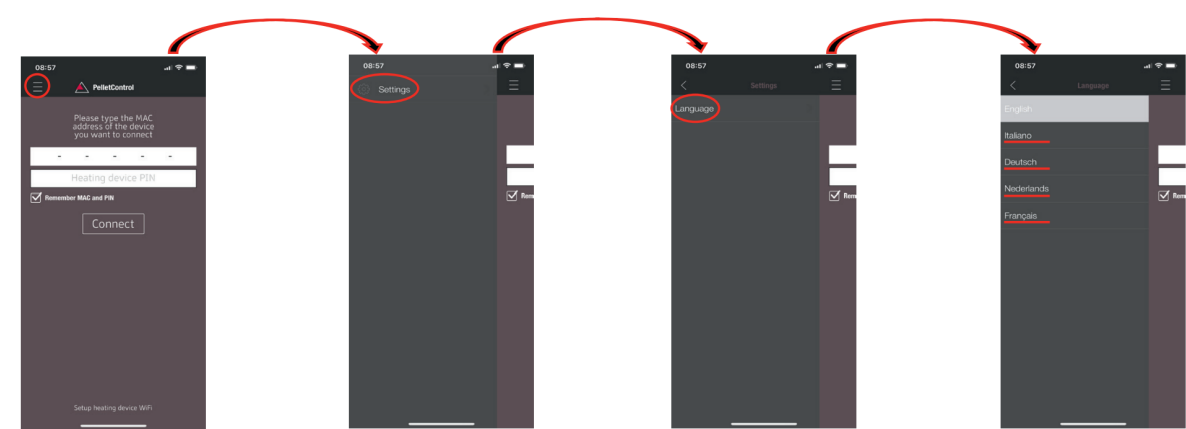 08:57
PelletControl
Please type the MAC
address of the device
you want to connect
- - - - -
Heating device PIN
Remember MAC and PIN
Connect
Setup heating device WiFi
08:57
Settings
08:57
Settings
Language
Rem
08:57
Language
English
Italiano
Deutsch
Nederlands
Français
Rem